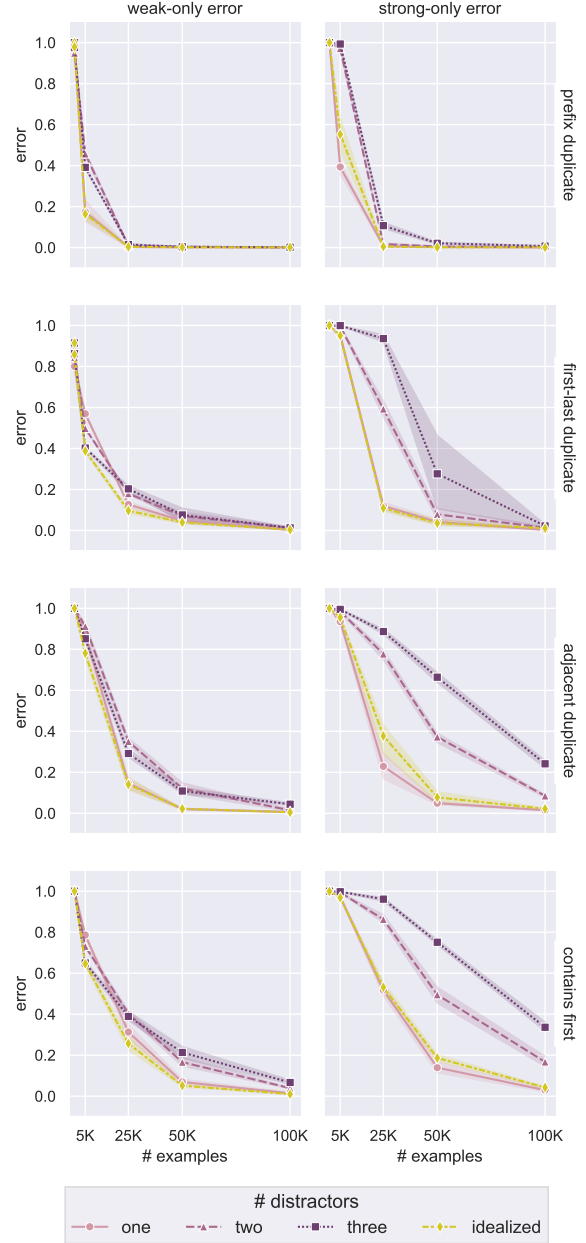 weak-only error
strong-only error
1.0
0.8
0.6
0.4
0.2
0.0
error
prefix duplicate
1.0
0.8
0.6
0.4
0.2
0.0
error
first-last duplicate
1.0
0.8
0.6
0.4
0.2
0.0
error
adjacent duplicate
1.0
0.8
0.6
0.4
0.2
0.0
error
contains first
5K 25K 50K 100K
5K 25K 50K 100K
# examples
# examples
# distractors
one two three idealized